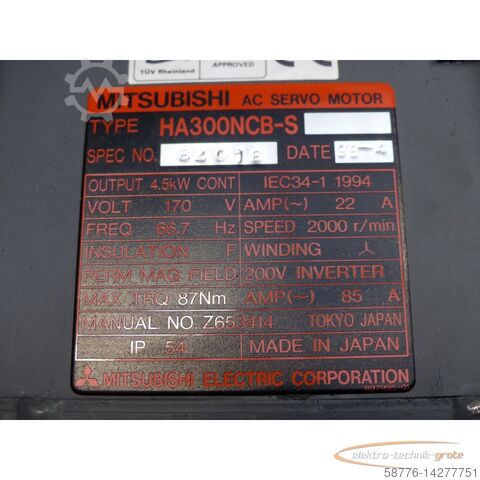 TÜV Rheinland
APPROVED
MITSUBISHI AC SERVO MOTOR
TYPE HA300NCB-S
SPEC NO. DATE
OUTPUT 4.5kW CONT IEC34-1 1994
VOLT 170 V AMP(~) 22 A
FREQ 66.7 Hz SPEED 2000 r/min
INSULATION F WINDING
PERM MAG FIELD 200V INVERTER
MAX TRQ 87Nm AMP(~) 85 A
MANUAL NO. Z653414 TOKYO JAPAN
IP 54 MADE IN JAPAN
MITSUBISHI ELECTRIC CORPORATION
elektro-technik-grote
58776-14277751